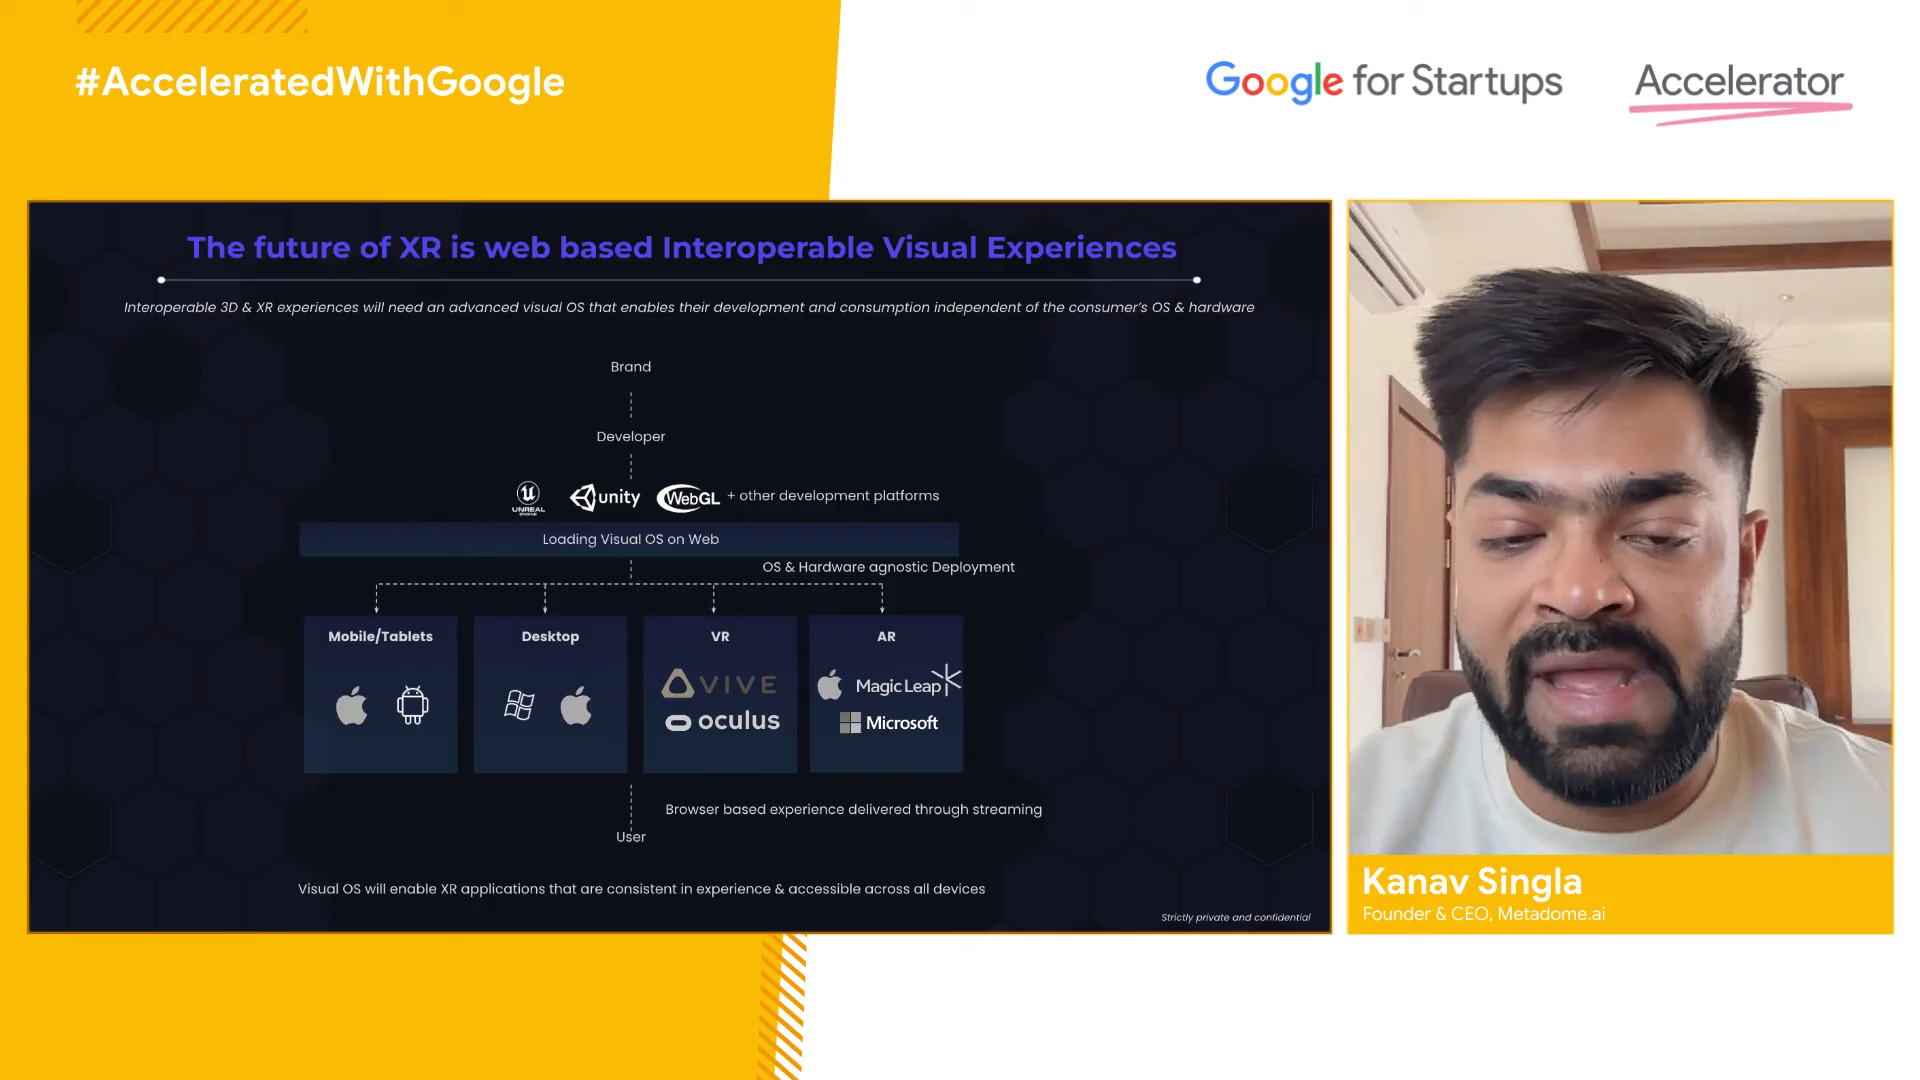 #AcceleratedWithGoogle
Google for Startups
Accelerator
The future of XR is web based Interoperable Visual Experiences
Interoperable 3D & XR experiences will need an advanced visual OS that enables their development and consumption independent of the consumer's OS & hardware
Brand
Developer
UNREAL
ENGINE
unity
WebGL
+ other development platforms
Loading Visual OS on Web
OS & Hardware agnostic Deployment
Mobile/Tablets
Desktop
VR
AR
VIVE
oculus
Magic Leap
Microsoft
Browser based experience delivered through streaming
User
Visual OS will enable XR applications that are consistent in experience & accessible across all devices
Strictly private and confidential
Kanav Singla
Founder & CEO, Metadome.ai